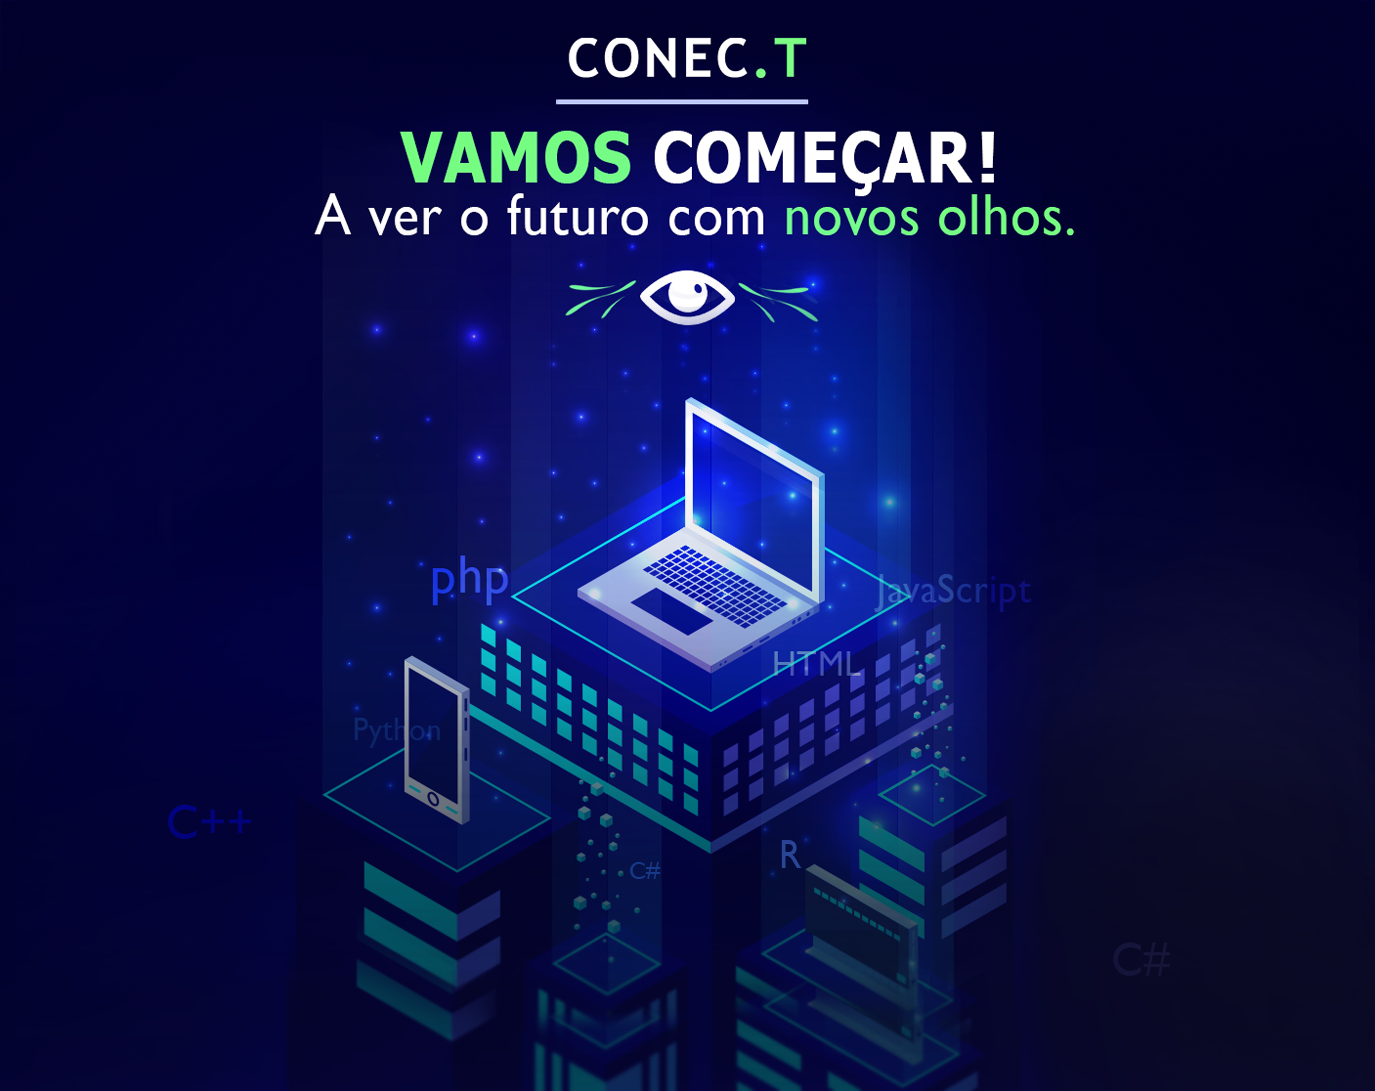 CONEC.T
VAMOS COMEÇAR!
A ver o futuro com novos olhos.
php
JavaScript
HTML
Python
C++
R
C#
C#